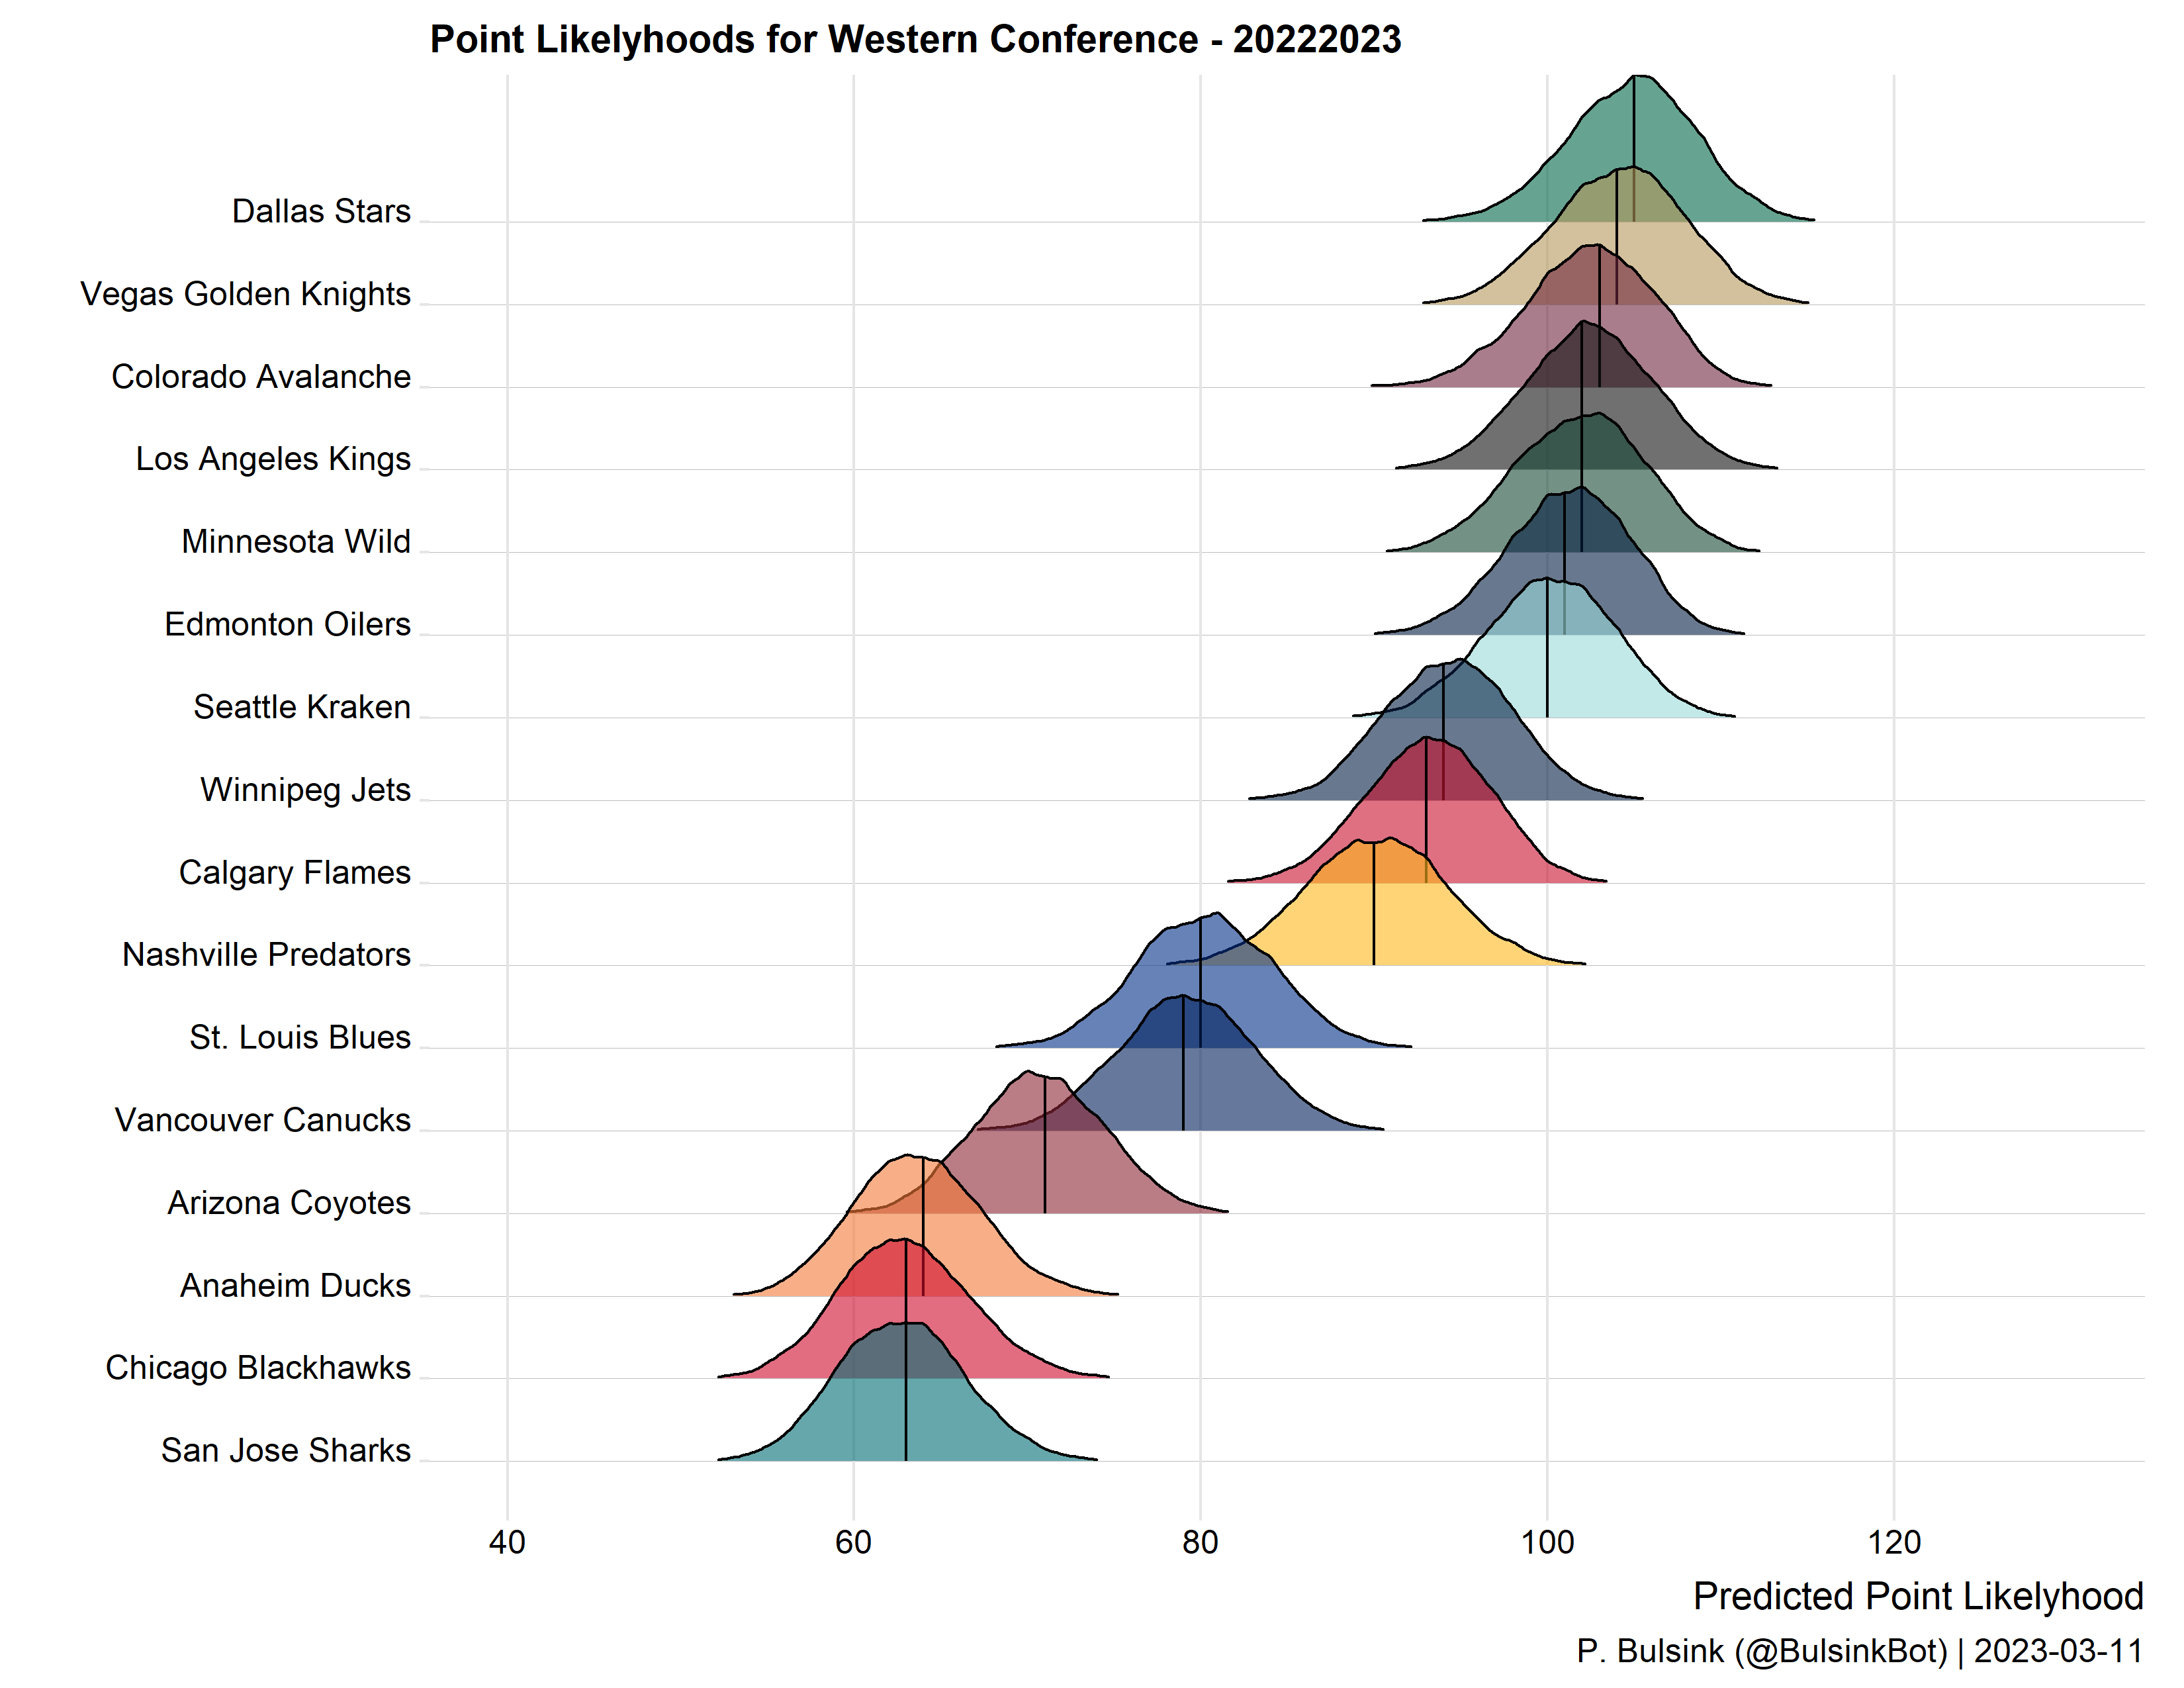 Point Likelyhoods for Western Conference - 20222023
Dallas Stars
Vegas Golden Knights
Colorado Avalanche
Los Angeles Kings
Minnesota Wild
Edmonton Oilers
Seattle Kraken
Winnipeg Jets
Calgary Flames
Nashville Predators
St. Louis Blues
Vancouver Canucks
Arizona Coyotes
Anaheim Ducks
Chicago Blackhawks
San Jose Sharks
40 60 80 100 120
Predicted Point Likelyhood
P. Bulsink (@BulsinkBot) | 2023-03-11